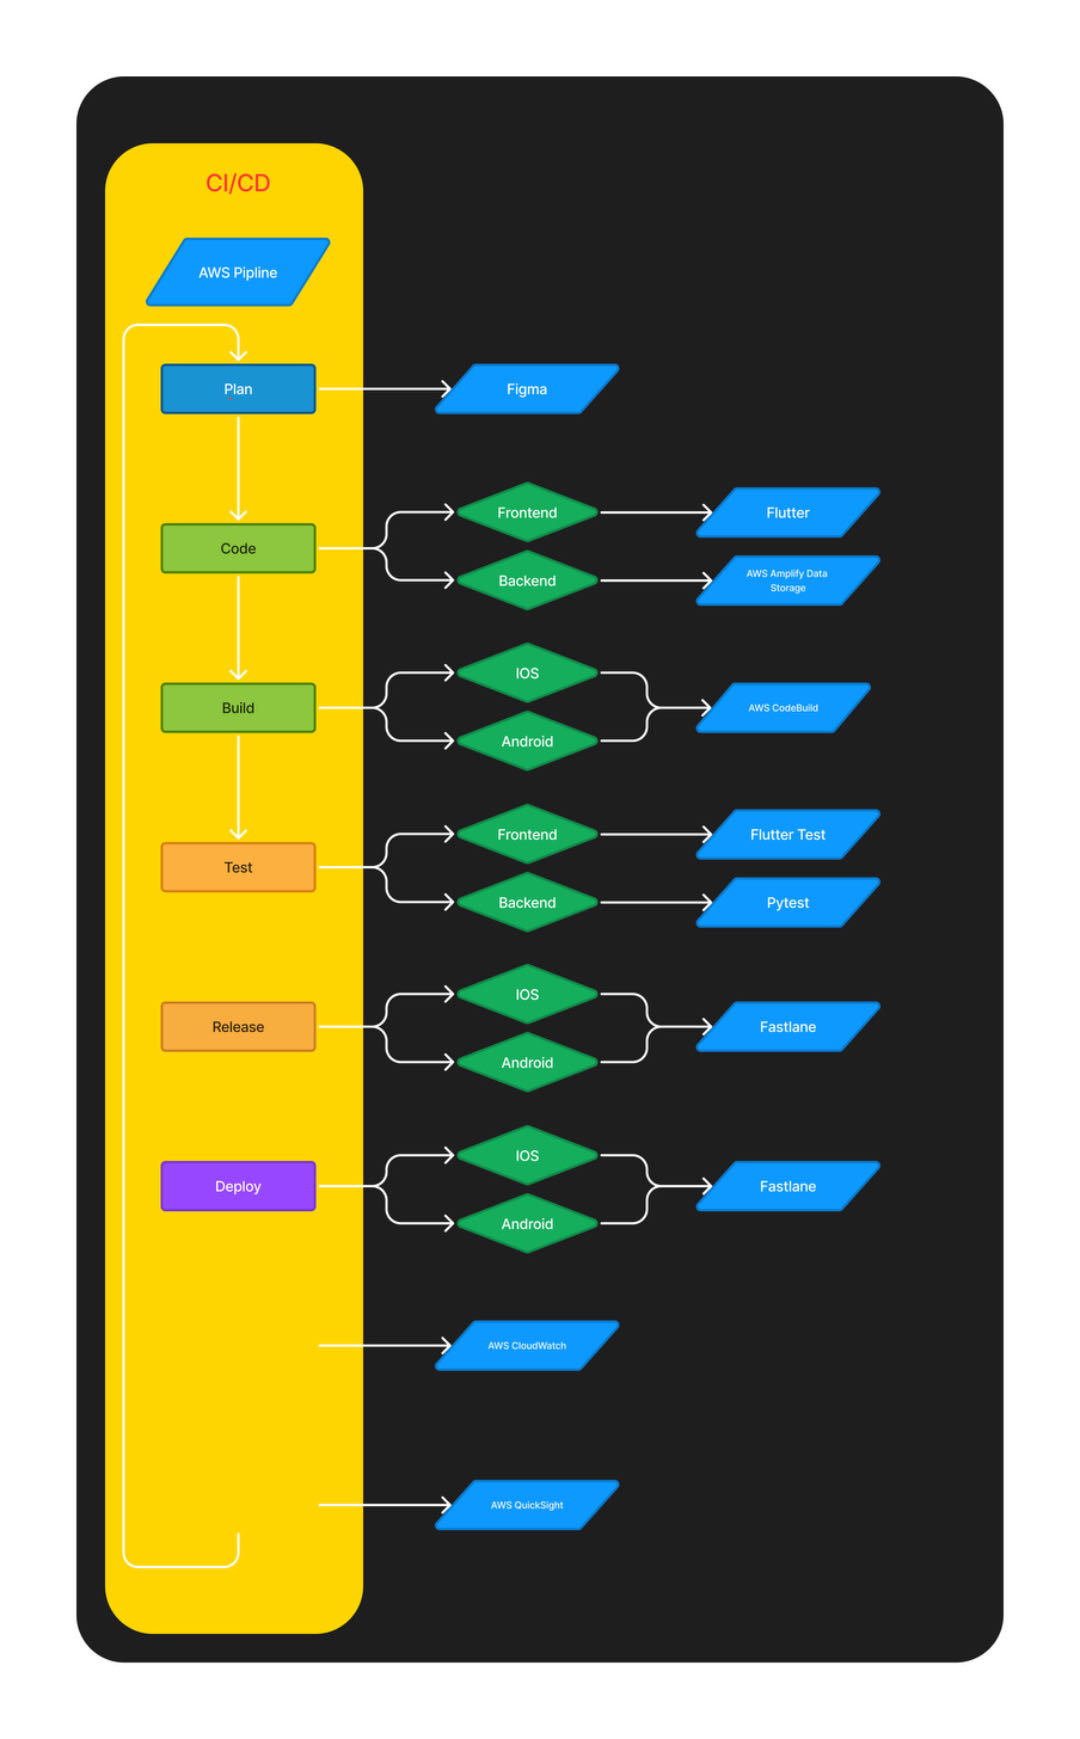 CI/CD
AWS Pipline
Plan
Figma
Frontend
Flutter
Code
Backend
AWS Amplify Data
Storage
IOS
Build
AWS CodeBuild
Android
Frontend
Flutter Test
Test
Backend
Pytest
IOS
Release
Fastlane
Android
IOS
Deploy
Fastlane
Android
AWS CloudWatch
AWS QuickSight